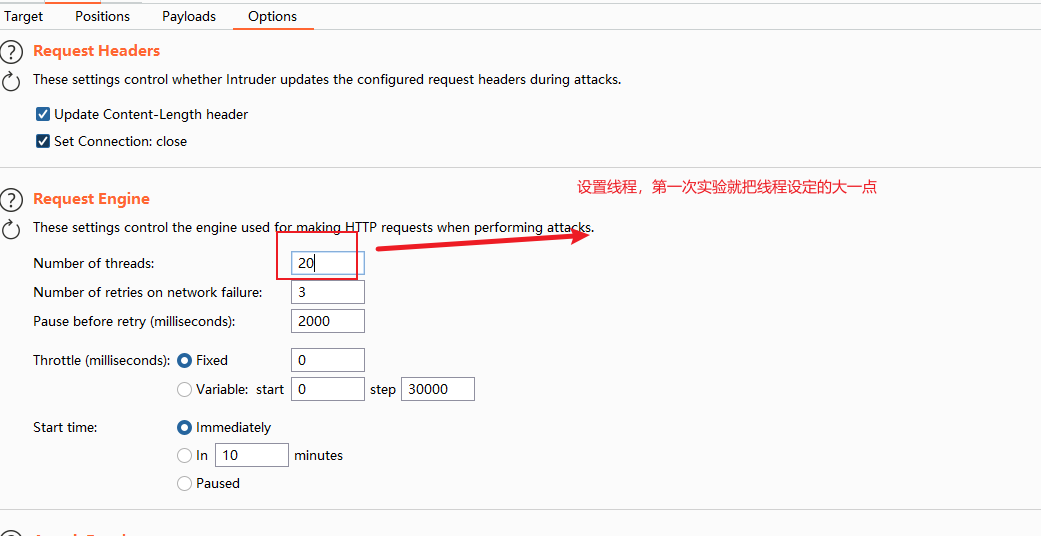 Target Positions Payloads Options
Request Headers
These settings control whether Intruder updates the configured request headers during attacks.
Update Content-Length header
Set Connection: close
设置线程，第一次实验就把线程设定的大一点
Request Engine
These settings control the engine used for making HTTP requests when performing attacks.
Number of threads: 20
Number of retries on network failure: 3
Pause before retry (milliseconds): 2000
Throttle (milliseconds): Fixed 0
Variable: start 0 step 30000
Start time: Immediately
In 10 minutes
Paused